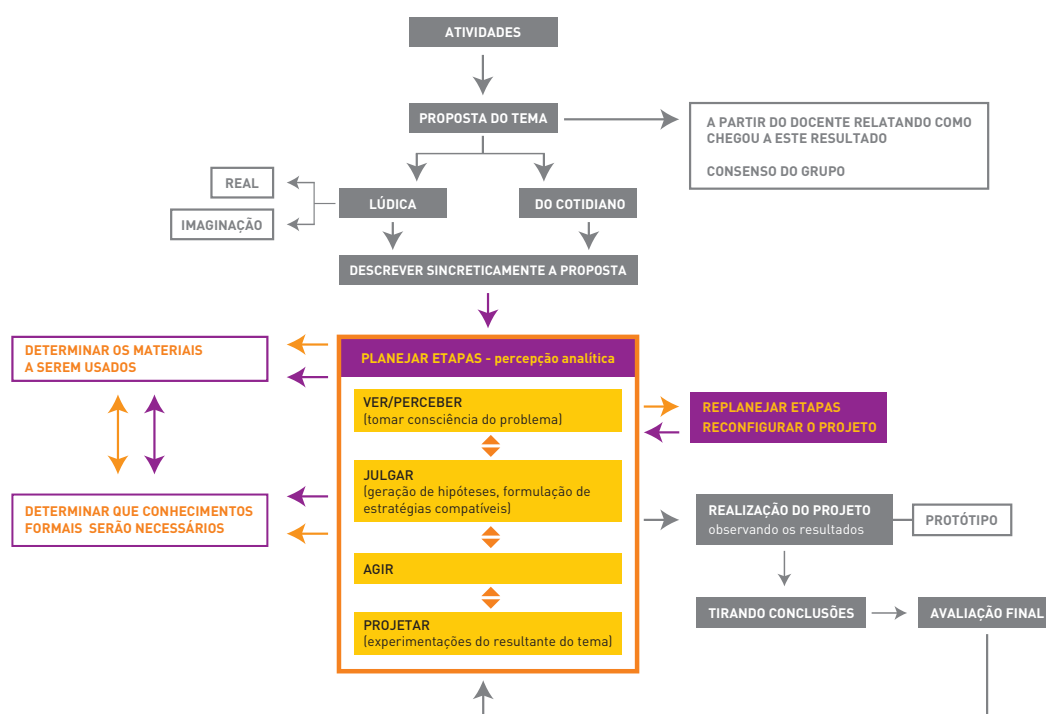 ATIVIDADES
PROPOSTA DO TEMA
A PARTIR DO DOCENTE RELATANDO COMO
CHEGOU A ESTE RESULTADO
CONSENSO DO GRUPO
REAL
IMAGINAÇÃO
LÚDICA
DO COTIDIANO
DESCREVER SINCRETICAMENTE A PROPOSTA
DETERMINAR OS MATERIAIS
A SEREM USADOS
DETERMINAR QUE CONHECIMENTOS
FORMAIS SERÃO NECESSÁRIOS
PLANEJAR ETAPAS - percepção analítica
VER/PERCEBER
(tomar consciência do problema)
JULGAR
(geração de hipóteses, formulação de
estratégias compatíveis)
AGIR
PROJETAR
(experimentações do resultante do tema)
REPLANEJAR ETAPAS
RECONFIGURAR O PROJETO
REALIZAÇÃO DO PROJETO
observando os resultados
PROTÓTIPO
TIRANDO CONCLUSÕES
AVALIAÇÃO FINAL